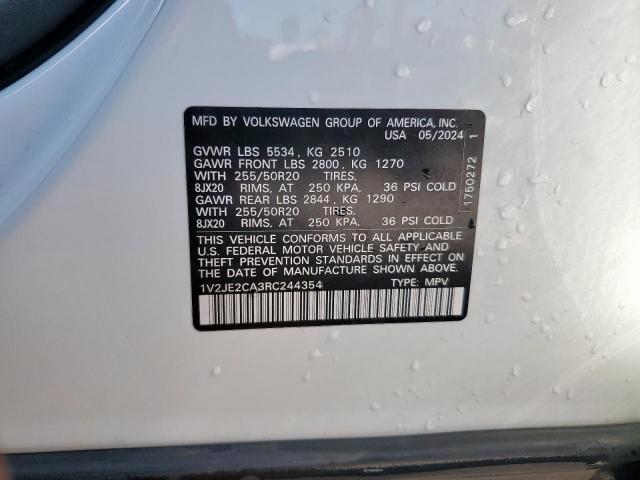 MFD BY VOLKSWAGEN GROUP OF AMERICA, INC.
USA 05/2024
GVWR LBS 5534, KG 2510
GAWR FRONT LBS 2800, KG 1270
WITH 255/50R20 TIRES,
8JX20 RIMS, AT 250 KPA, 36 PSI COLD
GAWR REAR LBS 2844, KG 1290
WITH 255/50R20 TIRES,
8JX20 RIMS, AT 250 KPA, 36 PSI COLD
THIS VEHICLE CONFORMS TO ALL APPLICABLE
U.S. FEDERAL MOTOR VEHICLE SAFETY AND
THEFT PREVENTION STANDARDS IN EFFECT ON
THE DATE OF MANUFACTURE SHOWN ABOVE.
1V2JE2CA3RC244354 TYPE: MPV
1750272 1